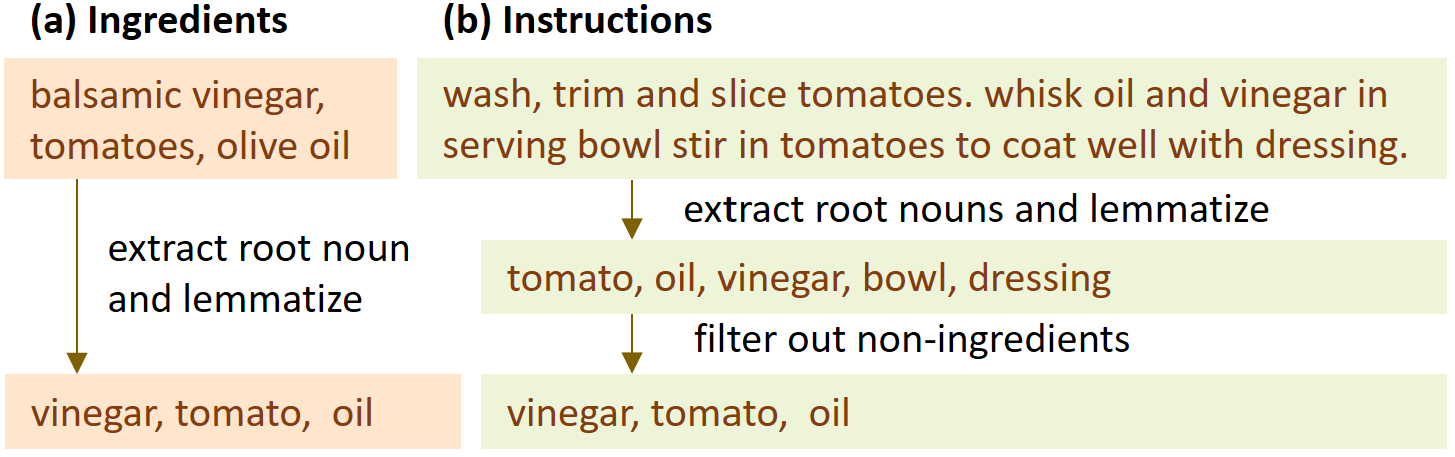 (a) Ingredients
balsamic vinegar,
tomatoes, olive oil
extract root noun
and lemmatize
vinegar, tomato, oil
(b) Instructions
wash, trim and slice tomatoes. whisk oil and vinegar in
serving bowl stir in tomatoes to coat well with dressing.
extract root nouns and lemmatize
tomato, oil, vinegar, bowl, dressing
filter out non-ingredients
vinegar, tomato, oil